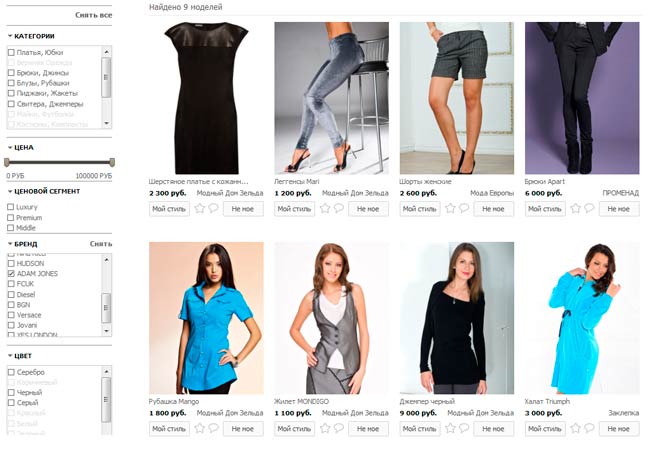 Снять все
Найдено 9 моделей
КАТЕГОРИИ
Платья, Юбки
Верхняя Одежда
Брюки, Джинсы
Блузы, Рубашки
Пиджаки, Жакеты
Свитера, Джемперы
Майки, Футболки
Костюмы, Комплекты
ЦЕНА
0 РУБ 100000 РУБ
ЦЕНОВОЙ СЕГМЕНТ
Luxury
Premium
Middle
БРЕНД Снять
HUDSON
ADAM JONES
FCUK
Diesel
BGN
Versace
Jovani
YES LONDON
ЦВЕТ
Серебро
Коричневый
Черный
Серый
Красный
Белый
Зеленый
Шерстяное платье с кожанн...
2 300 руб. Модный Дом Зельда
Мой стиль Не мое
Леггенсы Mari
1 200 руб. Модный Дом Зельда
Мой стиль Не мое
Шорты женские
2 600 руб. Мода Европы
Мой стиль Не мое
Брюки Apart
6 000 руб. ПРОМЕНАД
Мой стиль Не мое
Рубашка Mango
1 800 руб. Модный Дом Зельда
Мой стиль Не мое
Жилет MONDIGO
1 100 руб. Модный Дом Зельда
Мой стиль Не мое
Джемпер черный
9 000 руб. Модный Дом Зельда
Мой стиль Не мое
Халат Triumph
3 000 руб. Заклепка
Мой стиль Не мое